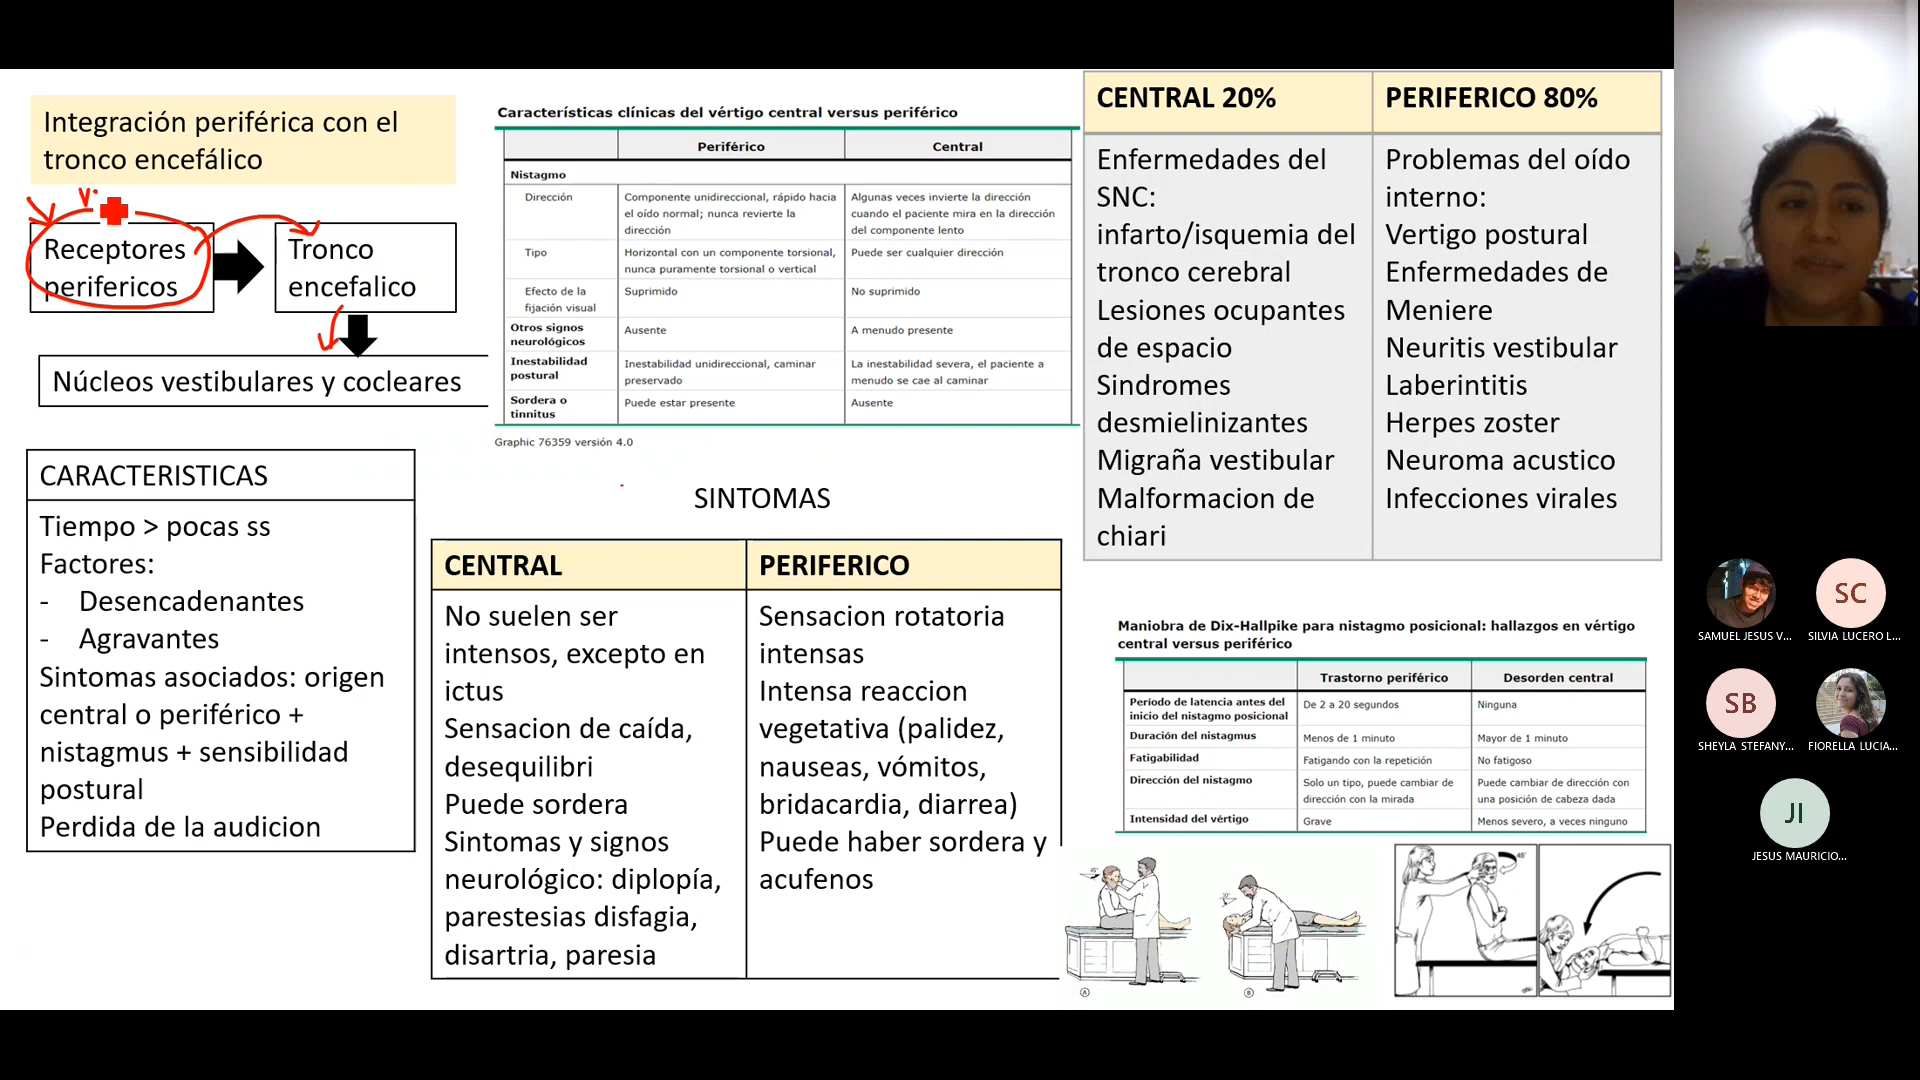 Integración periférica con el
tronco encefálico
Receptores
perifericos
Tronco
encefalico
Núcleos vestibulares y cocleares
CARACTERISTICAS
Tiempo > pocas ss
Factores:
- Desencadenantes
- Agravantes
Sintomas asociados: origen
central o periférico +
nistagmus + sensibilidad
postural
Perdida de la audicion
Características clínicas del vértigo central versus periférico
Periférico Central
Nistagmo
Dirección Componente unidireccional, rápido hacia Algunas veces invierte la dirección
el oído normal; nunca revierte la cuando el paciente mira en la dirección
dirección del componente lento
Tipo Horizontal con un componente torsional, Puede ser cualquier dirección
nunca puramente torsional o vertical
Efecto de la Suprimido No suprimido
fijación visual
Otros signos Ausente A menudo presente
neurológicos
Inestabilidad Inestabilidad unidireccional, caminar La inestabilidad severa, el paciente a
postural preservado menudo se cae al caminar
Sordera o Puede estar presente Ausente
tinnitus
Graphic 76359 versión 4.0
SINTOMAS
CENTRAL
No suelen ser
intensos, excepto en
ictus
Sensacion de caída,
desequilibri
Puede sordera
Sintomas y signos
neurológico: diplopía,
parestesias disfagia,
disartria, paresia
PERIFERICO
Sensacion rotatoria
intensas
Intensa reaccion
vegetativa (palidez,
nauseas, vómitos,
bridacardia, diarrea)
Puede haber sordera y
acufenos
CENTRAL 20%
Enfermedades del
SNC:
infarto/isquemia del
tronco cerebral
Lesiones ocupantes
de espacio
Sindromes
desmielinizantes
Migraña vestibular
Malformacion de
chiari
PERIFERICO 80%
Problemas del oído
interno:
Vertigo postural
Enfermedades de
Meniere
Neuritis vestibular
Laberintitis
Herpes zoster
Neuroma acustico
Infecciones virales
Maniobra de Dix-Hallpike para nistagmo posicional: hallazgos en vértigo
central versus periférico
Trastorno periférico Desorden central
Período de latencia antes del De 2 a 20 segundos Ninguna
inicio del nistagmo posicional
Duración del nistagmus Menos de 1 minuto Mayor de 1 minuto
Fatigabilidad Fatigando con la repetición No fatigoso
Dirección del nistagmo Solo un tipo, puede cambiar de Puede cambiar de dirección con
dirección con la mirada una posición de cabeza dada
Intensidad del vértigo Grave Menos severo, a veces ninguno
A
B
45°
SAMUEL JESUS V...
SC
SILVIA LUCERO L...
SB
SHEYLA STEFANY...
FIORELLA LUCIA...
JI
JESUS MAURICIO...